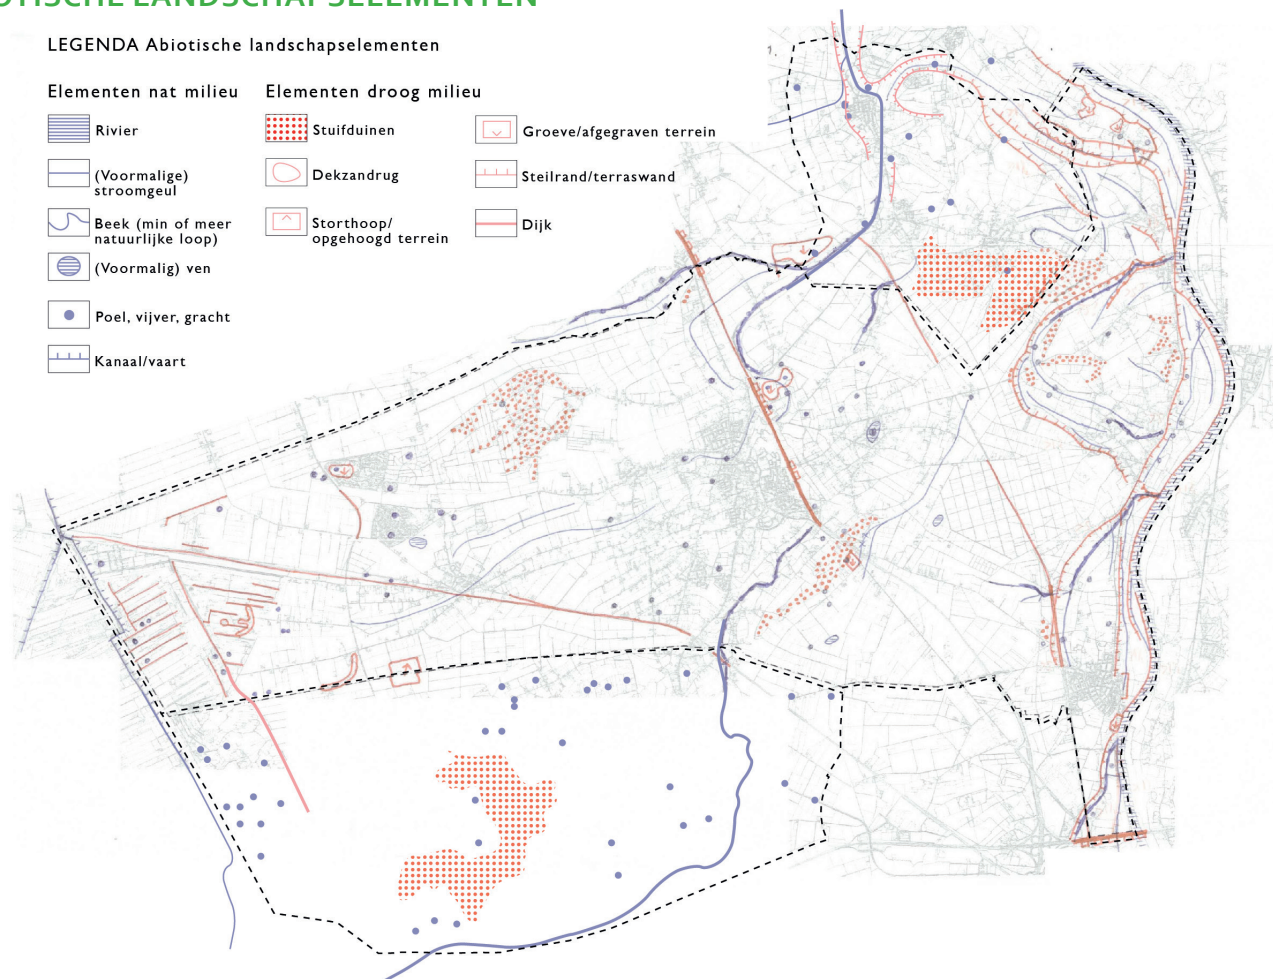 LANDSCHAPSELEMENTEN
LEGENDA Abiotische landschapselementen
Elementen nat milieu
Rivier
(Voormalige)
stroomgeul
Beek (min of meer
natuurlijke loop)
(Voormalig) ven
Poel, vijver, gracht
Kanaal/vaart
Elementen droog milieu
Stuifduinen
Dekzandrug
Storthoop/
opgehoogd terrein
Groeve/afgegraven terrein
Steilrand/terraswand
Dijk